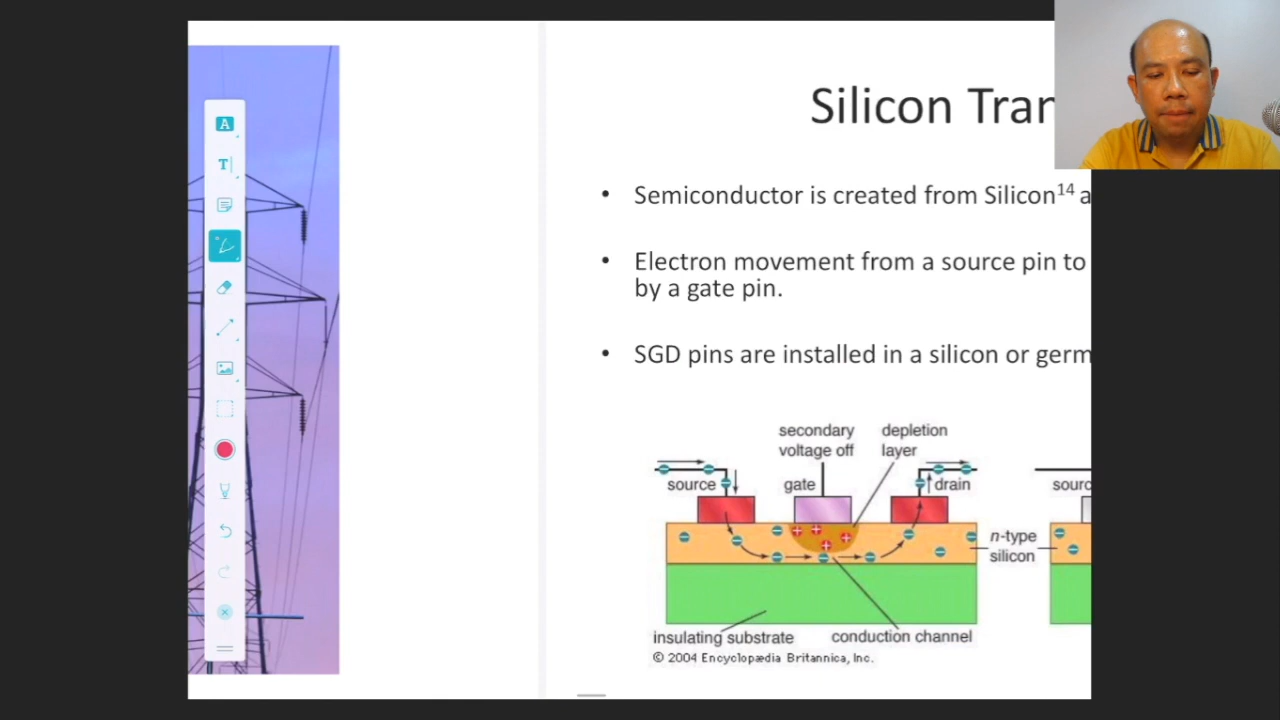 A
T
Silicon Tran
• Semiconductor is created from Silicon¹⁴ a
• Electron movement from a source pin to
by a gate pin.
• SGD pins are installed in a silicon or germ
secondary
voltage off
depletion
layer
source
gate
drain
sourc
n-type
silicon
insulating substrate
conduction channel
© 2004 Encyclopædia Britannica, Inc.